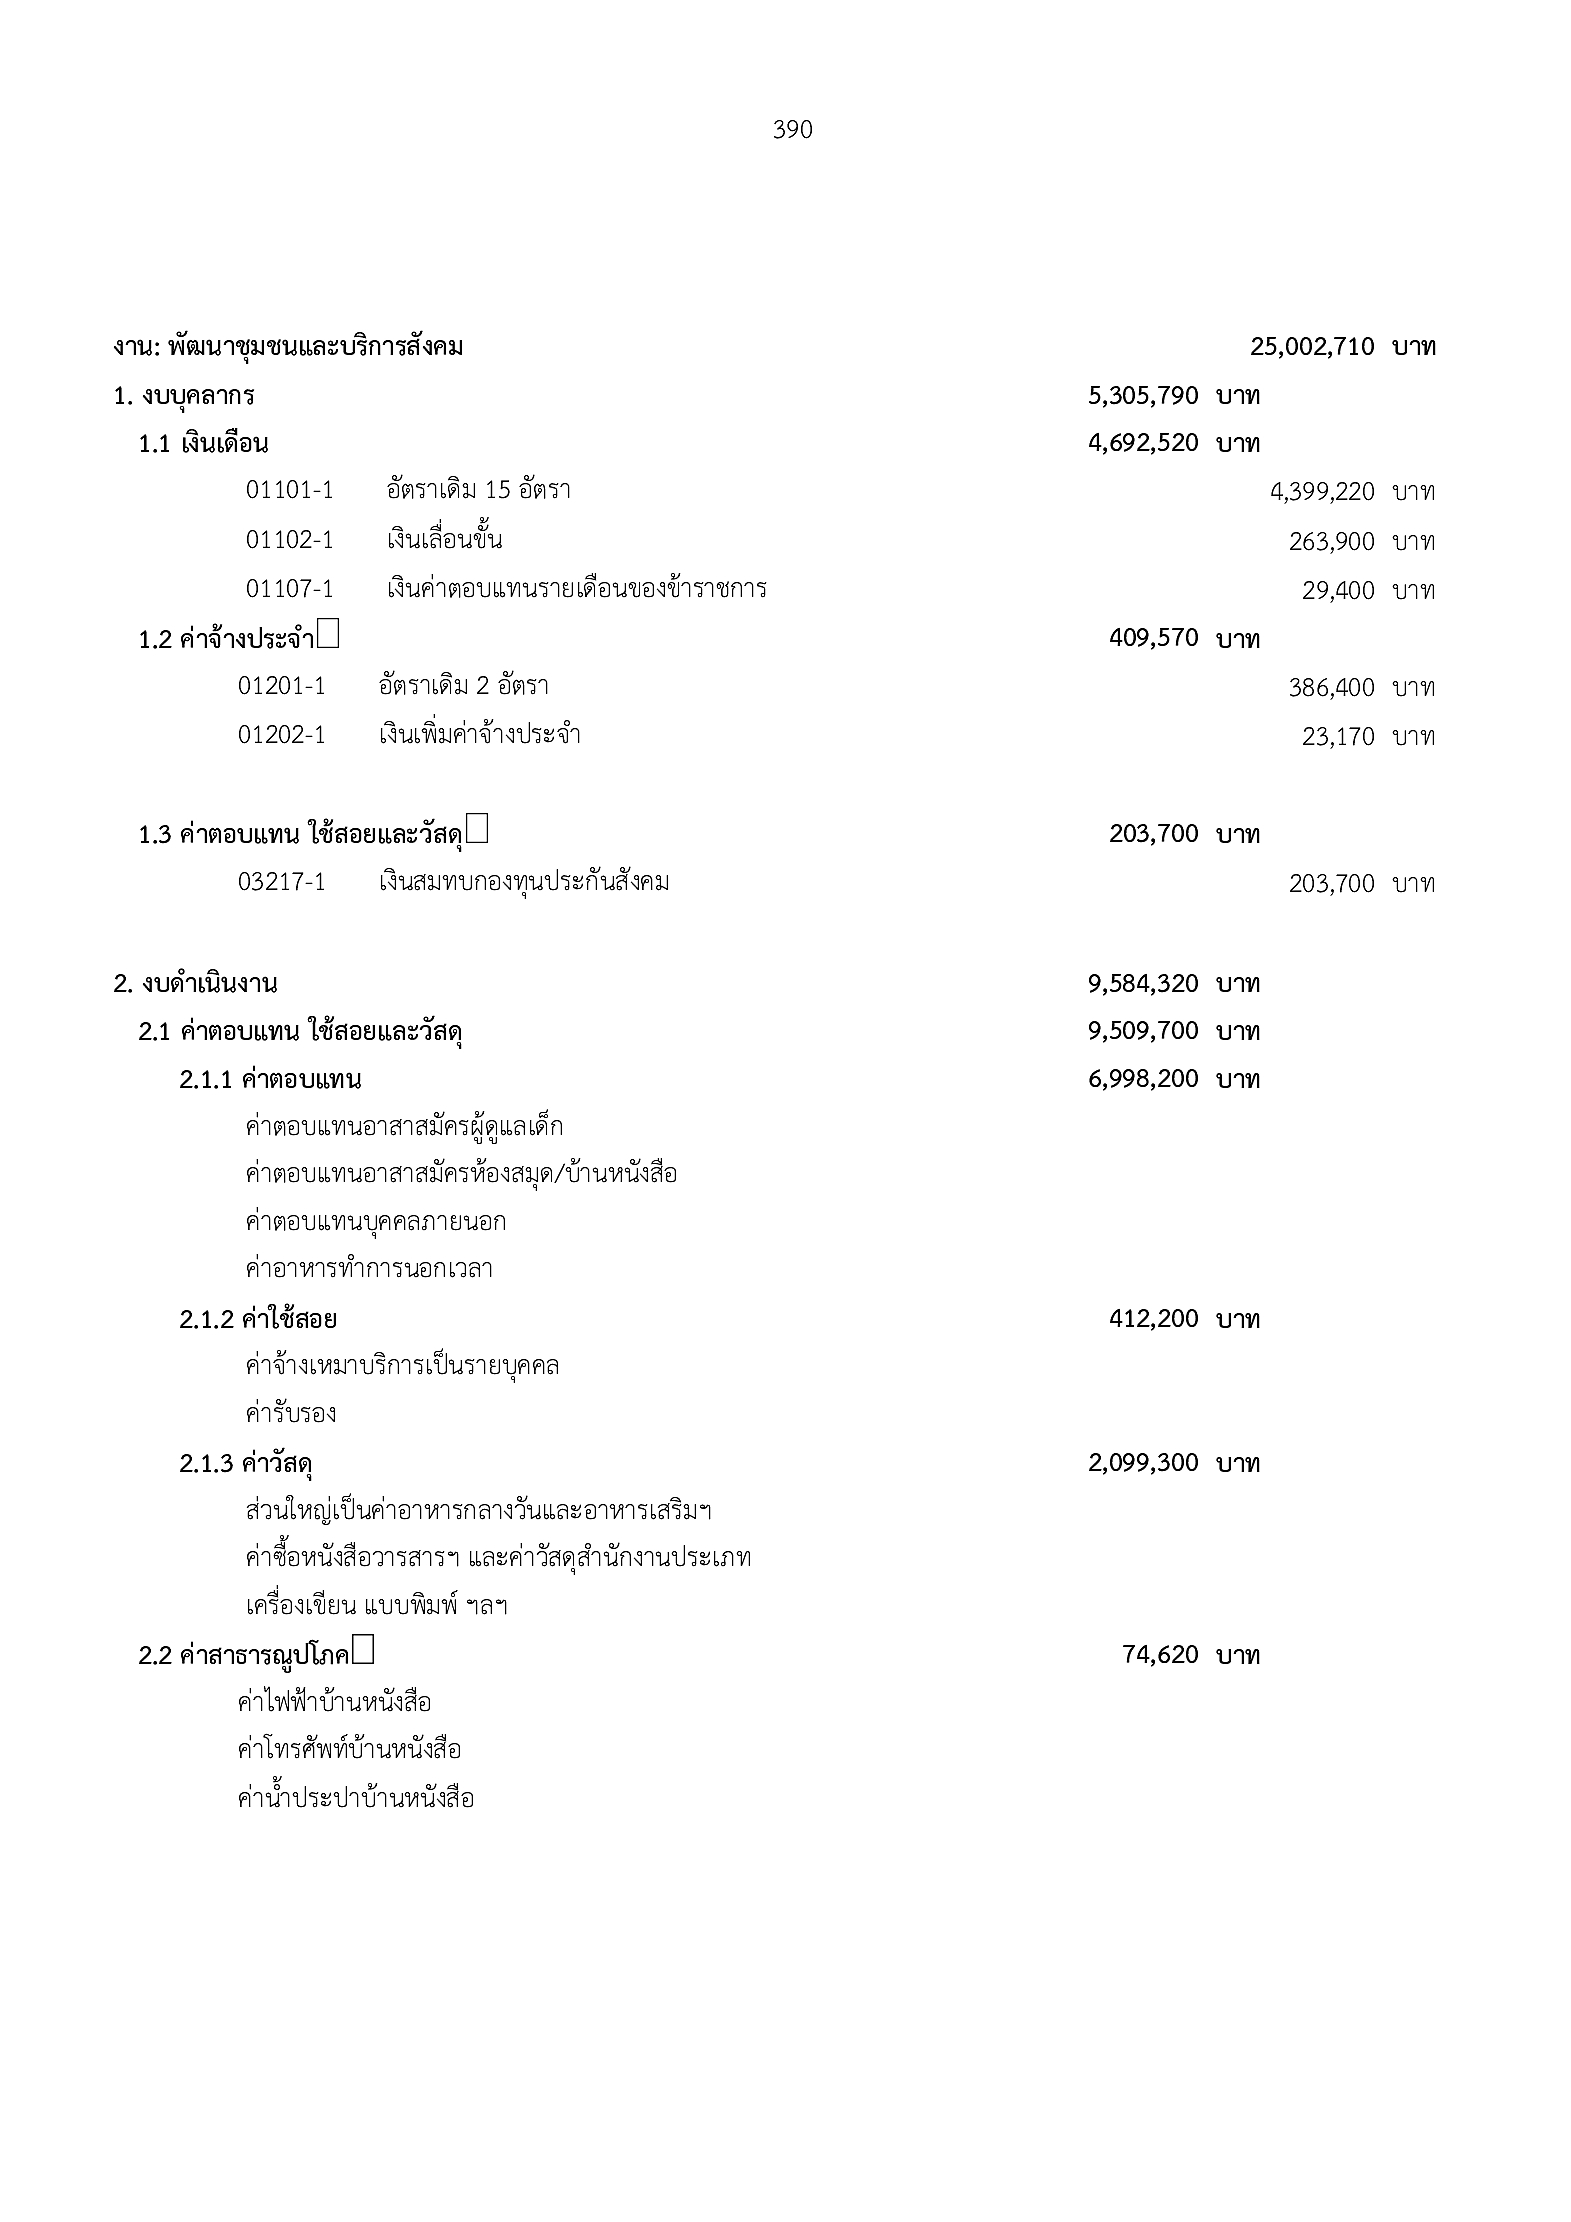 390
งาน: พัฒนาชุมชนและบริการสังคม 25,002,710 บาท
1. งบบุคลากร 5,305,790 บาท
1.1 เงินเดือน 4,692,520 บาท
01101-1 อัตราเดิม 15 อัตรา 4,399,220 บาท
01102-1 เงินเลื่อนขั้น 263,900 บาท
01107-1 เงินค่าตอบแทนรายเดือนของข้าราชการ 29,400 บาท
1.2 ค่าจ้างประจำ 409,570 บาท
01201-1 อัตราเดิม 2 อัตรา 386,400 บาท
01202-1 เงินเพิ่มค่าจ้างประจำ 23,170 บาท
1.3 ค่าตอบแทน ใช้สอยและวัสดุ 203,700 บาท
03217-1 เงินสมทบกองทุนประกันสังคม 203,700 บาท
2. งบดำเนินงาน 9,584,320 บาท
2.1 ค่าตอบแทน ใช้สอยและวัสดุ 9,509,700 บาท
2.1.1 ค่าตอบแทน 6,998,200 บาท
ค่าตอบแทนอาสาสมัครผู้ดูแลเด็ก
ค่าตอบแทนอาสาสมัครห้องสมุด/บ้านหนังสือ
ค่าตอบแทนบุคคลภายนอก
ค่าอาหารทำการนอกเวลา
2.1.2 ค่าใช้สอย 412,200 บาท
ค่าจ้างเหมาบริการเป็นรายบุคคล
ค่ารับรอง
2.1.3 ค่าวัสดุ 2,099,300 บาท
ส่วนใหญ่เป็นค่าอาหารกลางวันและอาหารเสริมฯ
ค่าซื้อหนังสือวารสารฯ และค่าวัสดุสำนักงานประเภท
เครื่องเขียน แบบพิมพ์ ฯลฯ
2.2 ค่าสาธารณูปโภค 74,620 บาท
ค่าไฟฟ้าบ้านหนังสือ
ค่าโทรศัพท์บ้านหนังสือ
ค่าน้ำประปาบ้านหนังสือ